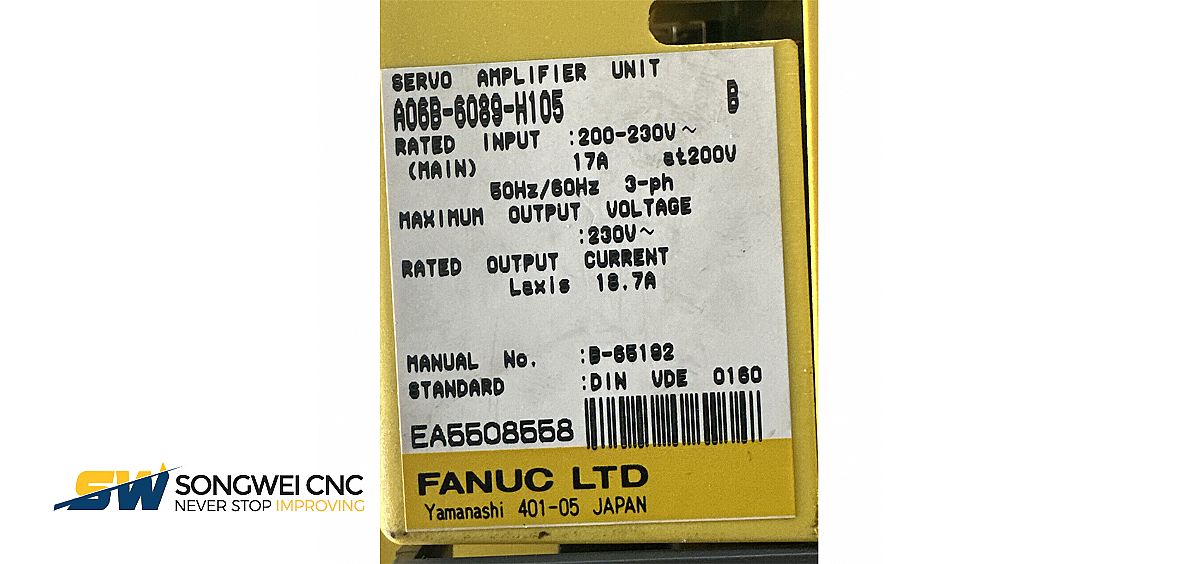 SERVO AMPLIFIER UNIT
A06B-6089-H105 B
RATED INPUT :200-230V~
(MAIN) 17A at200V
50Hz/60Hz 3-ph
MAXIMUM OUTPUT VOLTAGE
:230V~
RATED OUTPUT CURRENT
Laxis 18.7A
MANUAL No. :B-65192
STANDARD :DIN VDE 0160
EA5508558
FANUC LTD
Yamanashi 401-05 JAPAN
SW SONGWEI CNC
NEVER STOP IMPROVING